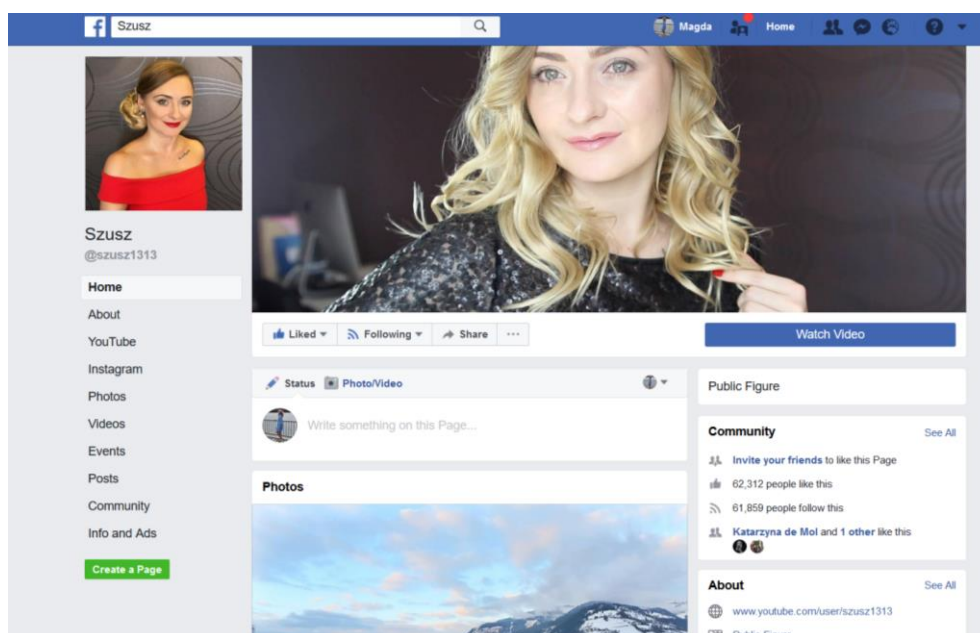 f
Szusz
Magda
Home
Szusz
@szusz1313
Home
About
YouTube
Instagram
Photos
Videos
Events
Posts
Community
Info and Ads
Create a Page
Liked
Following
Share
...
Watch Video
Status
Photo/Video
Write something on this Page...
Photos
Public Figure
Community
See All
Invite your friends to like this Page
62,312 people like this
61,859 people follow this
Katarzyna de Mol and 1 other like this
About
See All
www.youtube.com/user/szusz1313
Public Figure